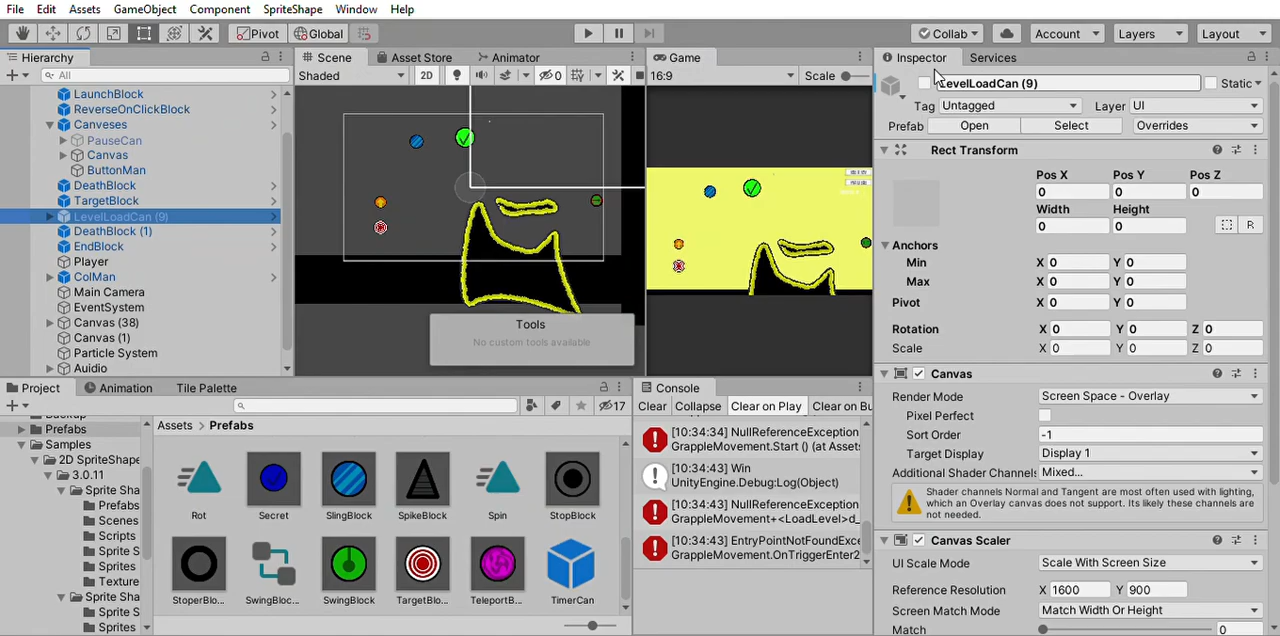 File Edit Assets GameObject Component SpriteShape Window Help
Pivot Global Collab Account Layers Layout
Hierarchy
All
LaunchBlock
ReverseOnClickBlock
Canveses
PauseCan
Canvas
ButtonMan
DeathBlock
TargetBlock
LevelLoadCan (9)
DeathBlock (1)
EndBlock
Player
ColMan
Main Camera
EventSystem
Canvas (38)
Canvas (1)
Particle System
Auidio
Scene Asset Store Animator
Shaded 2D 0
Tools
No custom tools available
Game
16:9 Scale
Inspector Services
LevelLoadCan (9) Static
Tag Untagged Layer UI
Prefab Open Select Overrides
Rect Transform
Pos X Pos Y Pos Z
0 0 0
Width Height
0 0 R
Anchors
Min X 0 Y 0
Max X 0 Y 0
Pivot X 0 Y 0
Rotation X 0 Y 0 Z 0
Scale X 0 Y 0 Z 0
Canvas
Render Mode Screen Space - Overlay
Pixel Perfect
Sort Order -1
Target Display Display 1
Additional Shader Channels Mixed...
Shader channels Normal and Tangent are most often used with lighting,
which an Overlay canvas does not support. Its likely these channels are
not needed.
Canvas Scaler
UI Scale Mode Scale With Screen Size
Reference Resolution X 1600 Y 900
Screen Match Mode Match Width Or Height
Match 0
Project Animation Tile Palette
17
Prefabs
Samples
2D SpriteShape
3.0.11
Sprite Sha
Prefabs
Scenes
Scripts
Sprite S
Sprites
Texture
Sprite Sha
Sprite S
Sprites
Assets > Prefabs
Rot Secret SlingBlock SpikeBlock Spin StopBlock
StoperBlo... SwingBloc... SwingBlock TargetBlo... TeleportB... TimerCan
Console
Clear Collapse Clear on Play Clear on Bu
[10:34:34] NullReferenceException
GrappleMovement.Start () (at Assets
[10:34:43] Win
UnityEngine.Debug:Log(Object)
[10:34:43] NullReferenceException
GrappleMovement+<LoadLevel>d_
[10:34:43] EntryPointNotFoundExce
GrappleMovement.OnTriggerEnter2